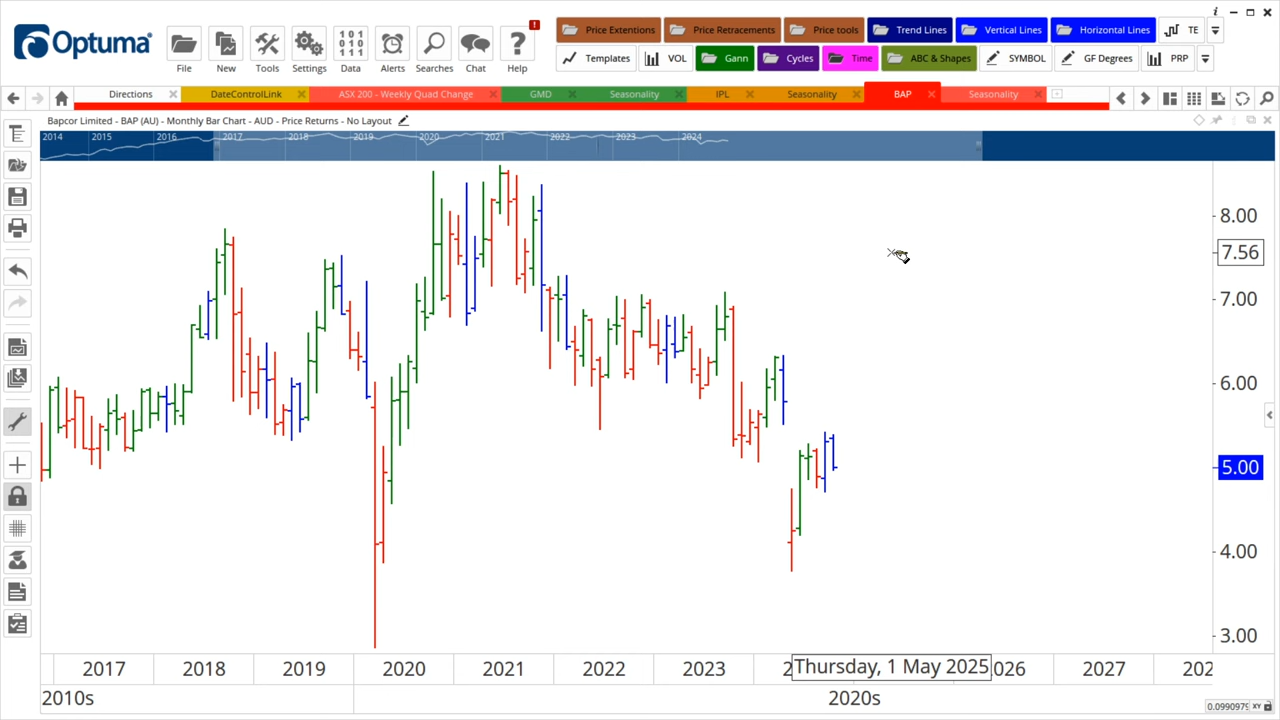 Optuma
File
New
Tools
Settings
Data
Alerts
Searches
Chat
Help
Price Extentions
Price Retracements
Price tools
Trend Lines
Vertical Lines
Horizontal Lines
TE
Templates
VOL
Gann
Cycles
Time
ABC & Shapes
SYMBOL
GF Degrees
PRP
Directions
DateControlLink
ASX 200 - Weekly Quad Change
GMD
Seasonality
IPL
Seasonality
BAP
Seasonality
Bapcor Limited - BAP (AU) - Monthly Bar Chart - AUD - Price Returns - No Layout
2014 2015 2016 2017 2018 2019 2020 2021 2022 2023 2024
8.00
7.56
7.00
6.00
5.00
4.00
3.00
2017 2018 2019 2020 2021 2022 2023 2 Thursday, 1 May 2025 026 2027 202
2010s 2020s
0.099097 XY